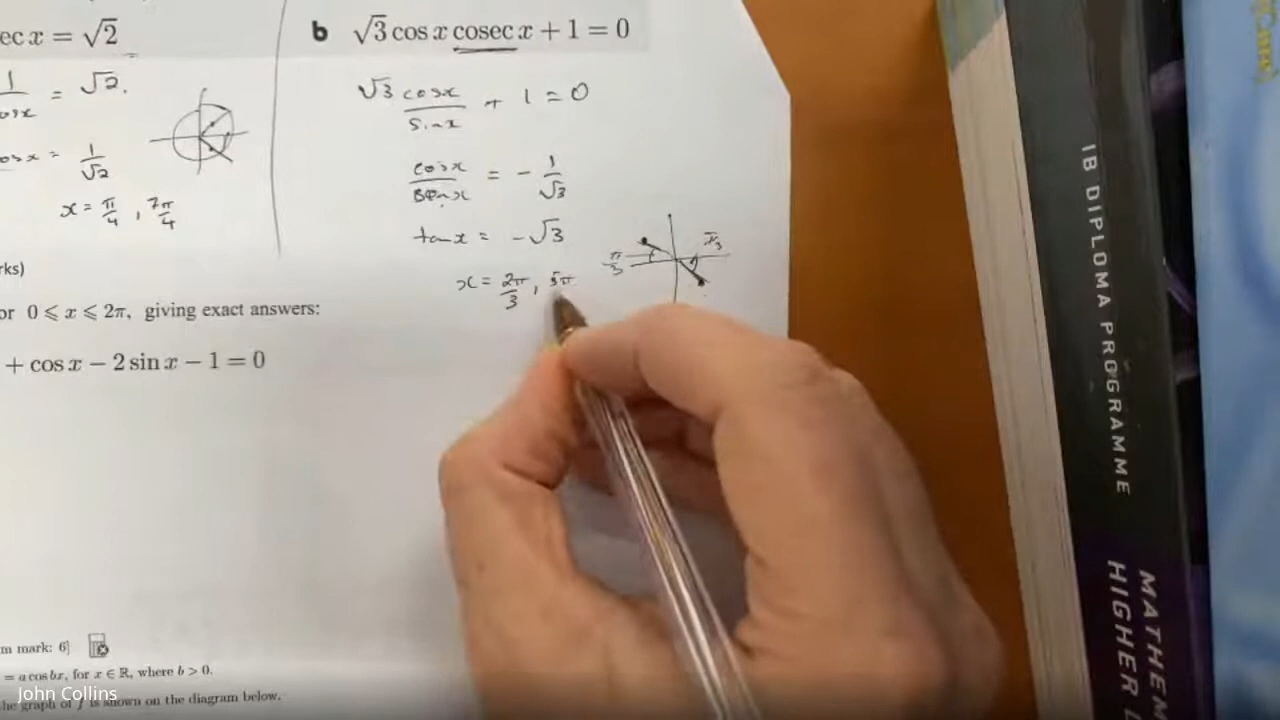 ec x = √2
1/cos x = √2.
cos x = 1/√2
x = π/4, 7π/4
b √3 cos x cosec x + 1 = 0
√3 cos x/sin x + 1 = 0
cos x/sin x = - 1/√3
tan x = -√3
x = 2π/3, 5π
π/3 π/3
rks)
or 0 ⩽ x ⩽ 2π, giving exact answers:
+ cos x − 2 sin x − 1 = 0
m mark: 6]
= a cos bx, for x ∈ ℝ, where b > 0.
he graph of f is shown on the diagram below.
John Collins
IB DIPLOMA PROGRAMME
MATHEM
HIGHER L